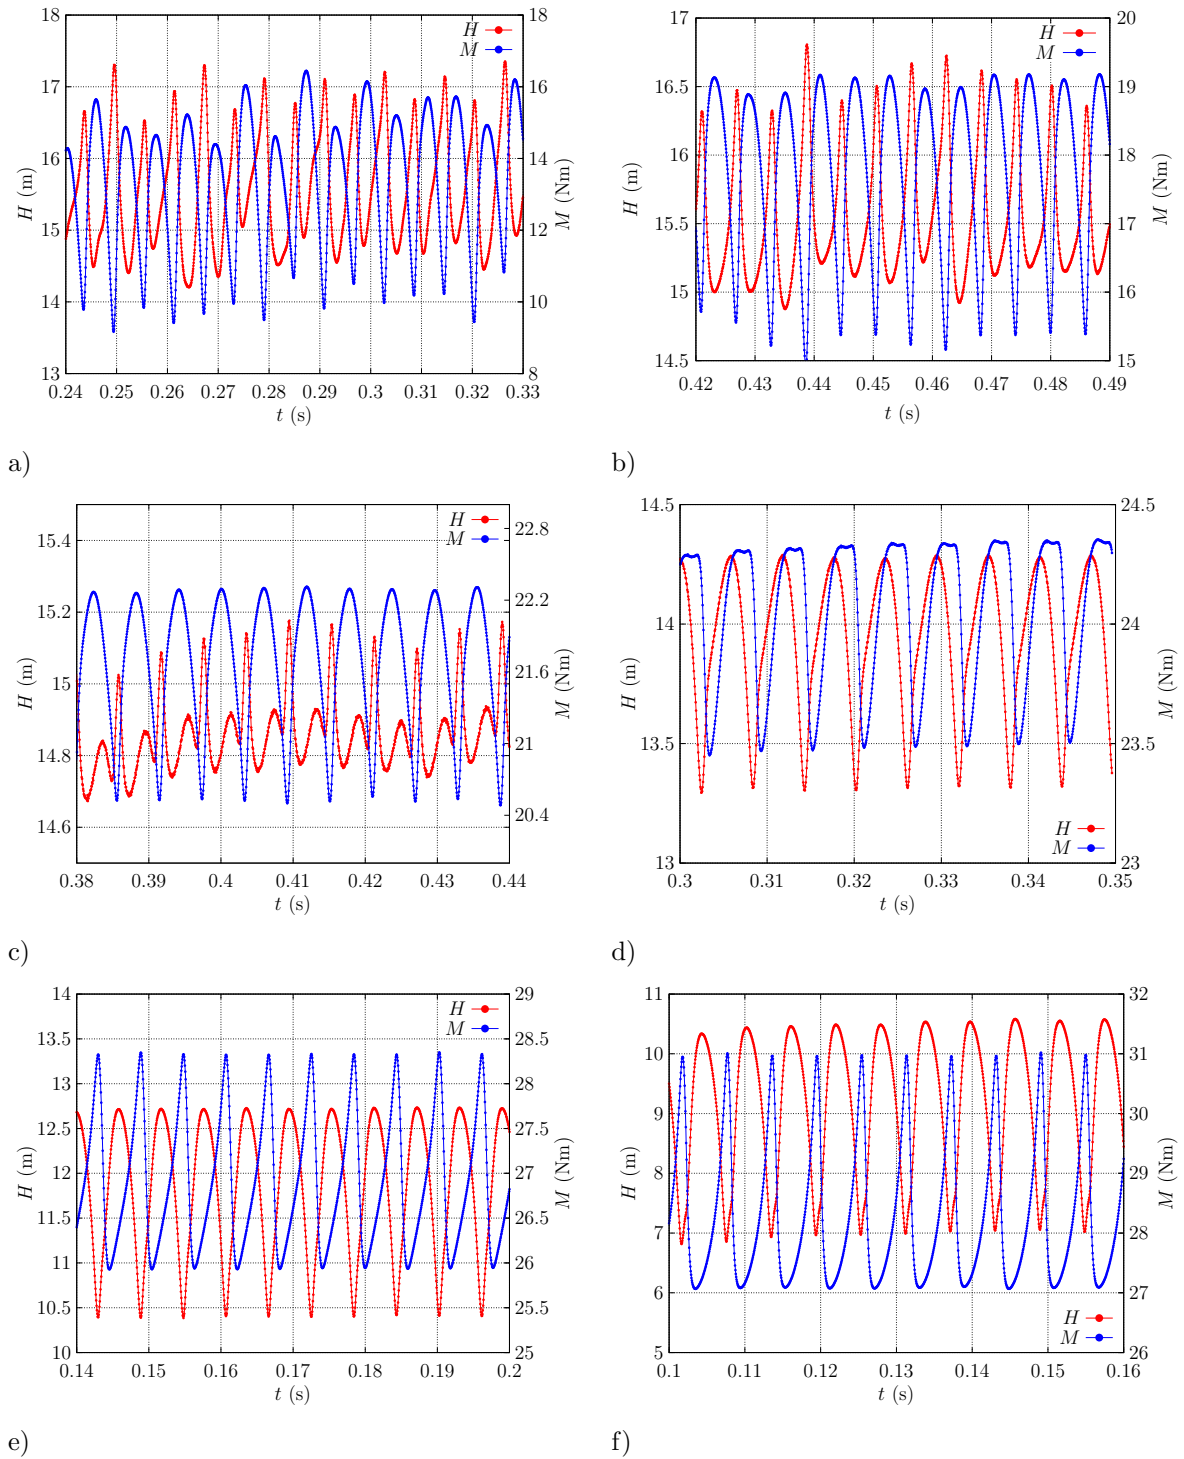 18
17
16
15
14
13
0.24 0.25 0.26 0.27 0.28 0.29 0.3 0.31 0.32 0.33
18
16
14
12
10
8
H (m)
M (Nm)
t (s)
H
M
a)
17
16.5
16
15.5
15
14.5
0.42 0.43 0.44 0.45 0.46 0.47 0.48 0.49
20
19
18
17
16
15
H (m)
M (Nm)
t (s)
H
M
b)
15.4
15.2
15
14.8
14.6
0.38 0.39 0.4 0.41 0.42 0.43 0.44
22.8
22.2
21.6
21
20.4
H (m)
M (Nm)
t (s)
H
M
c)
14.5
14
13.5
13
0.3 0.31 0.32 0.33 0.34 0.35
24.5
24
23.5
23
H (m)
M (Nm)
t (s)
H
M
d)
14
13.5
13
12.5
12
11.5
11
10.5
10
0.14 0.15 0.16 0.17 0.18 0.19 0.2
29
28.5
28
27.5
27
26.5
26
25.5
25
H (m)
M (Nm)
t (s)
H
M
e)
11
10
9
8
7
6
5
0.1 0.11 0.12 0.13 0.14 0.15 0.16
32
31
30
29
28
27
26
H (m)
M (Nm)
t (s)
H
M
f)